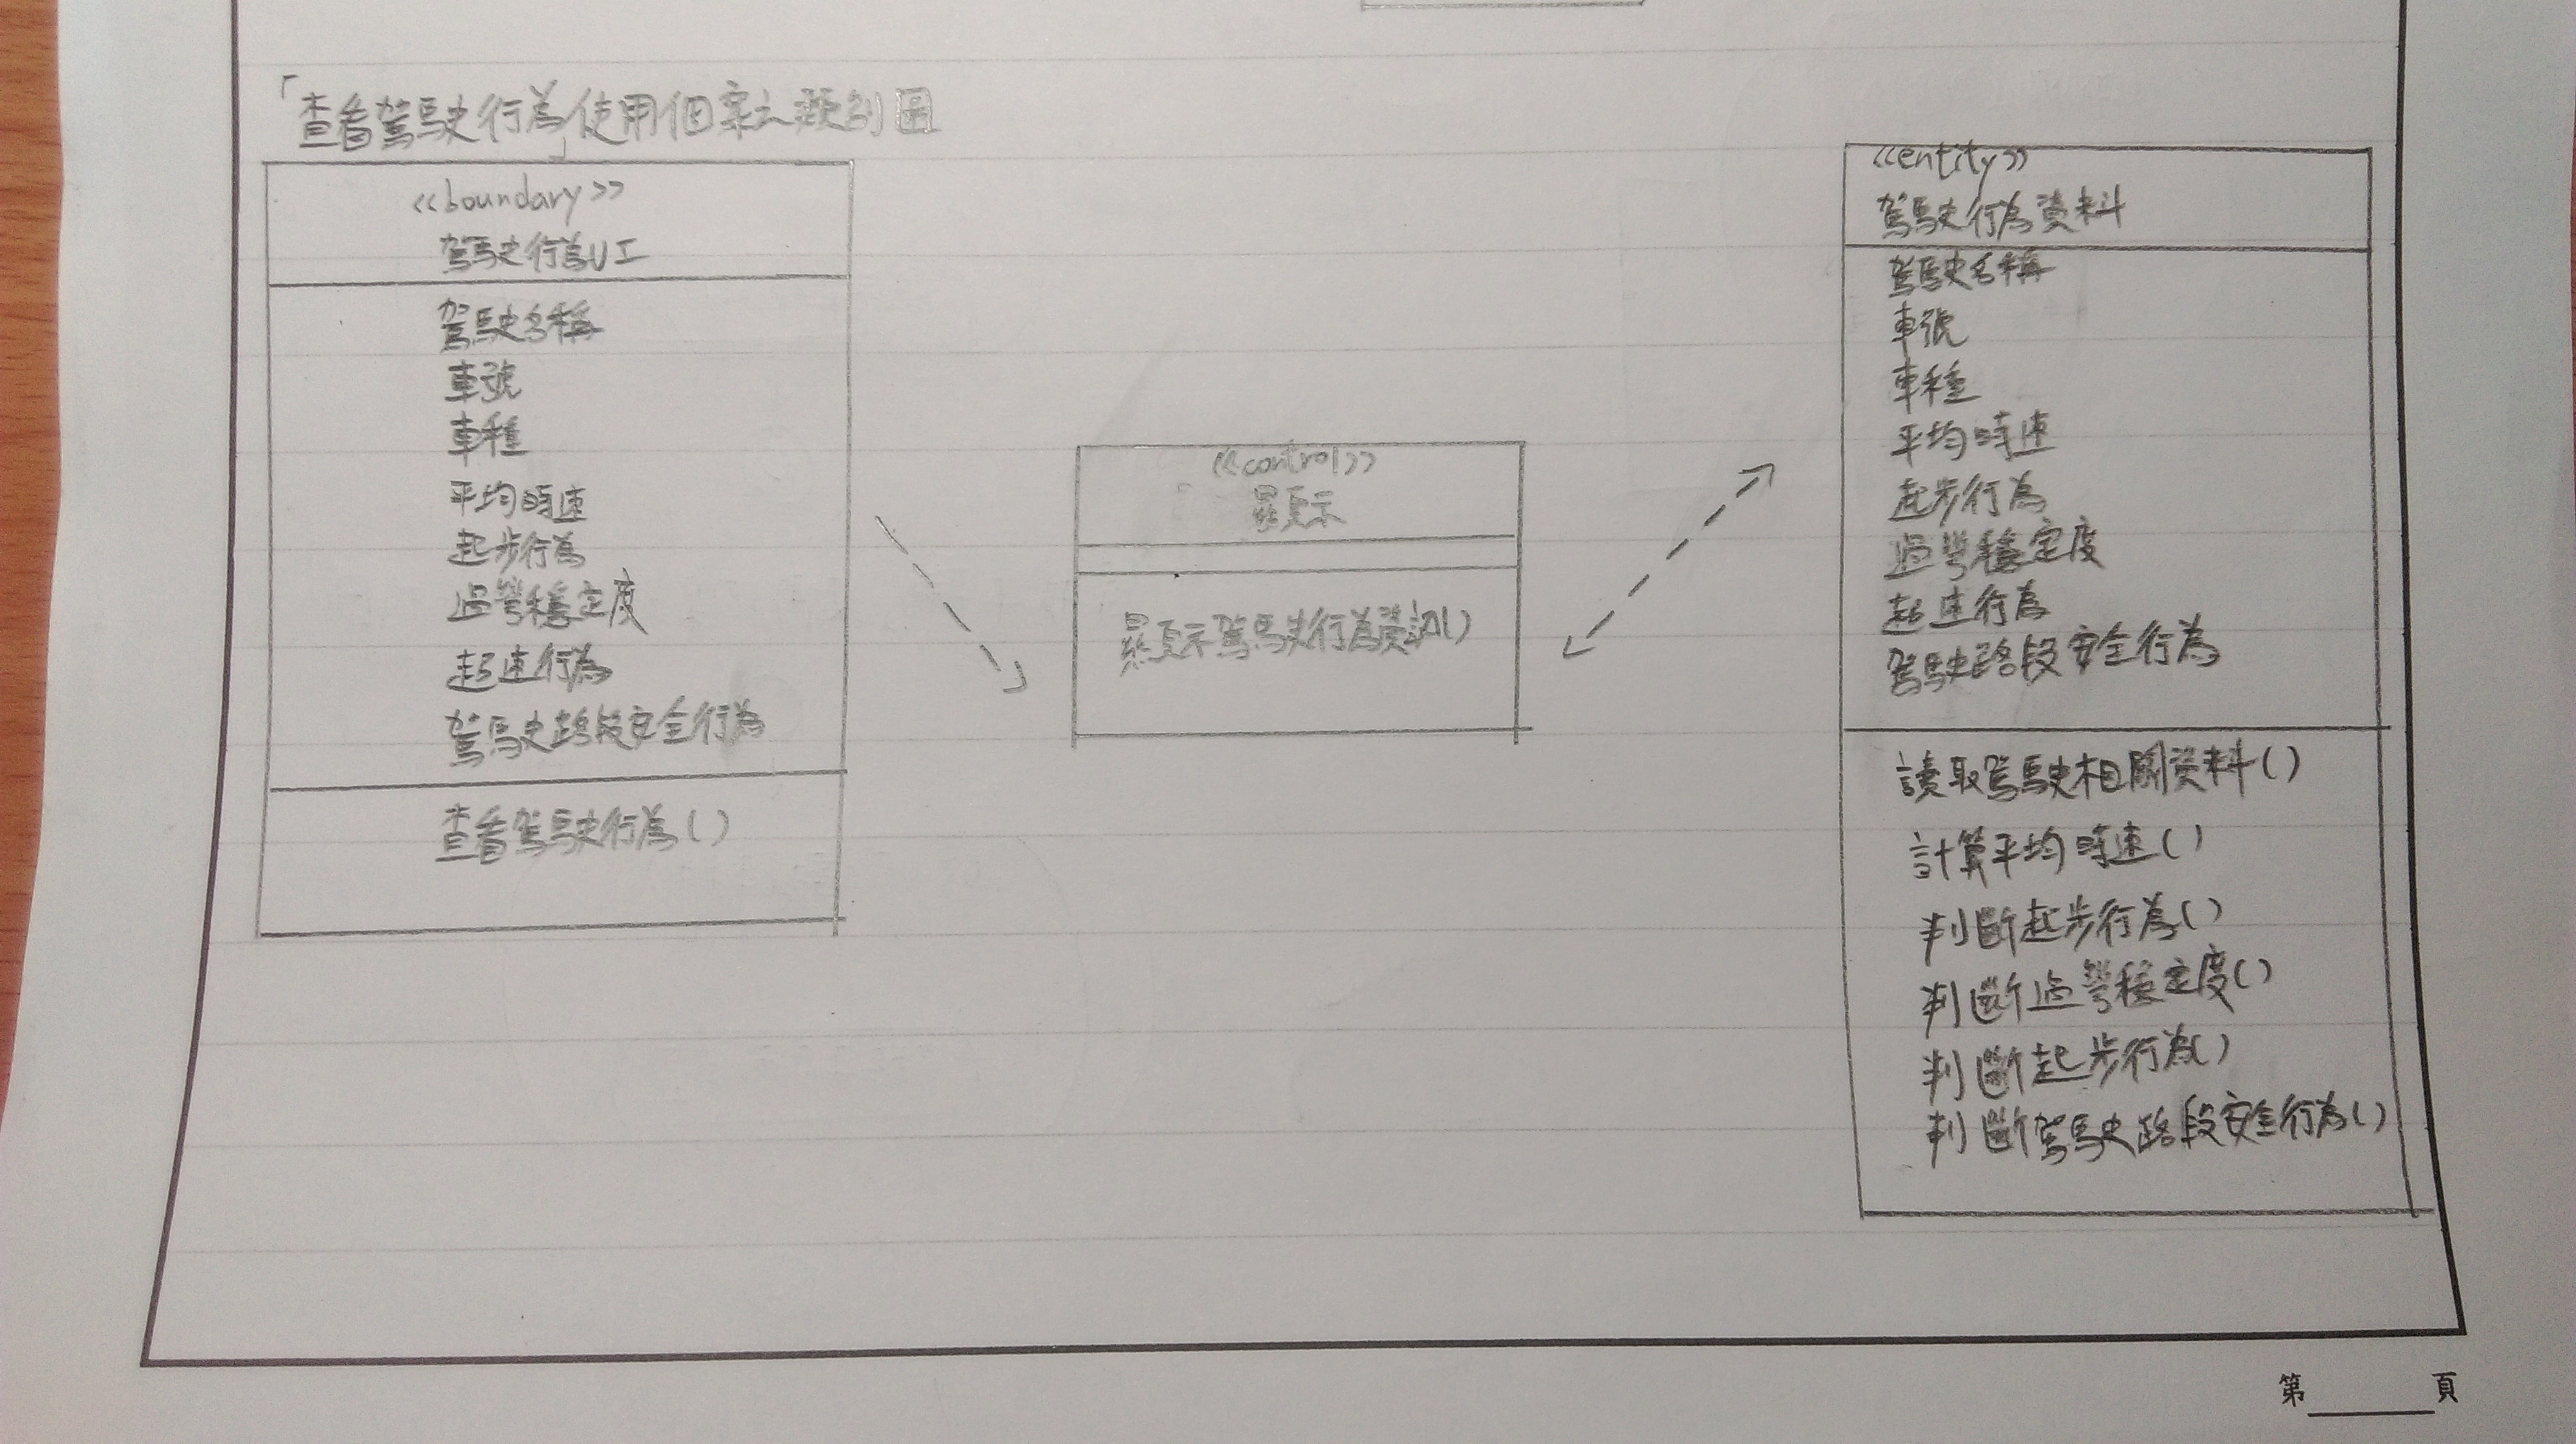 「查看駕駛行為」使用個案之類別圖
<<boundary>>
駕駛行為UI
駕駛名稱
車號
車種
平均時速
起步行為
過彎穩定度
超速行為
駕駛路段安全行為
查看駕駛行為()
<<control>>
顯示
顯示駕駛行為資訊()
<<entity>>
駕駛行為資料
駕駛名稱
車號
車種
平均時速
起步行為
過彎穩定度
超速行為
駕駛路段安全行為
讀取駕駛相關資料()
計算平均時速()
判斷起步行為()
判斷過彎穩定度()
判斷起步行為()
判斷駕駛路段安全行為()
第 頁